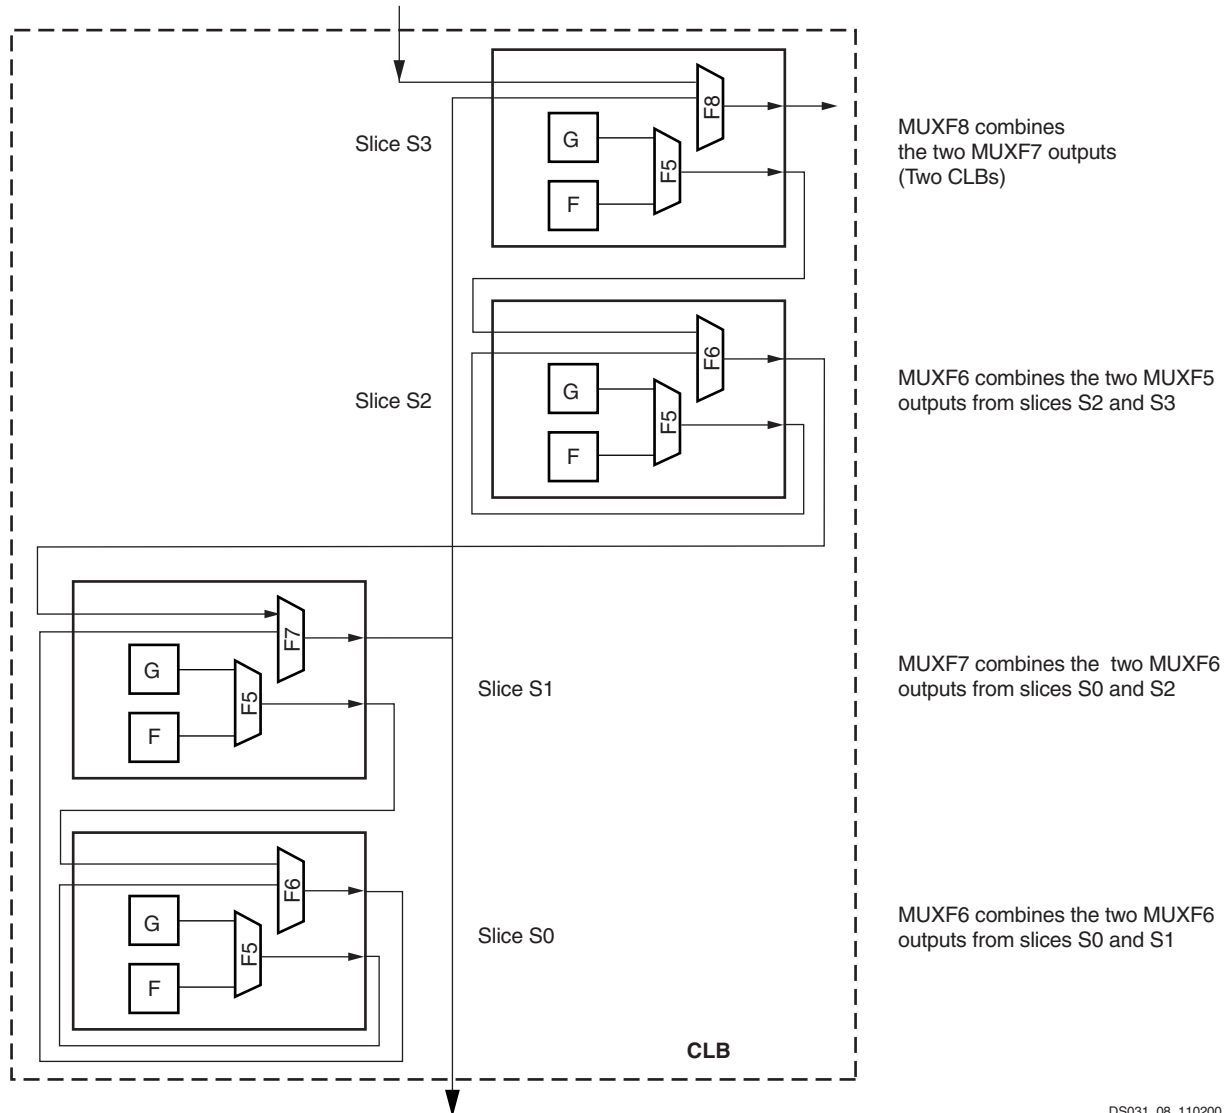 Slice S3
F8
G
F5
F
MUXF8 combines
the two MUXF7 outputs
(Two CLBs)
Slice S2
F6
G
F5
F
MUXF6 combines the two MUXF5
outputs from slices S2 and S3
F7
G
F5
F
Slice S1
MUXF7 combines the two MUXF6
outputs from slices S0 and S2
F6
G
F5
F
Slice S0
MUXF6 combines the two MUXF6
outputs from slices S0 and S1
CLB
DS031_08_110200